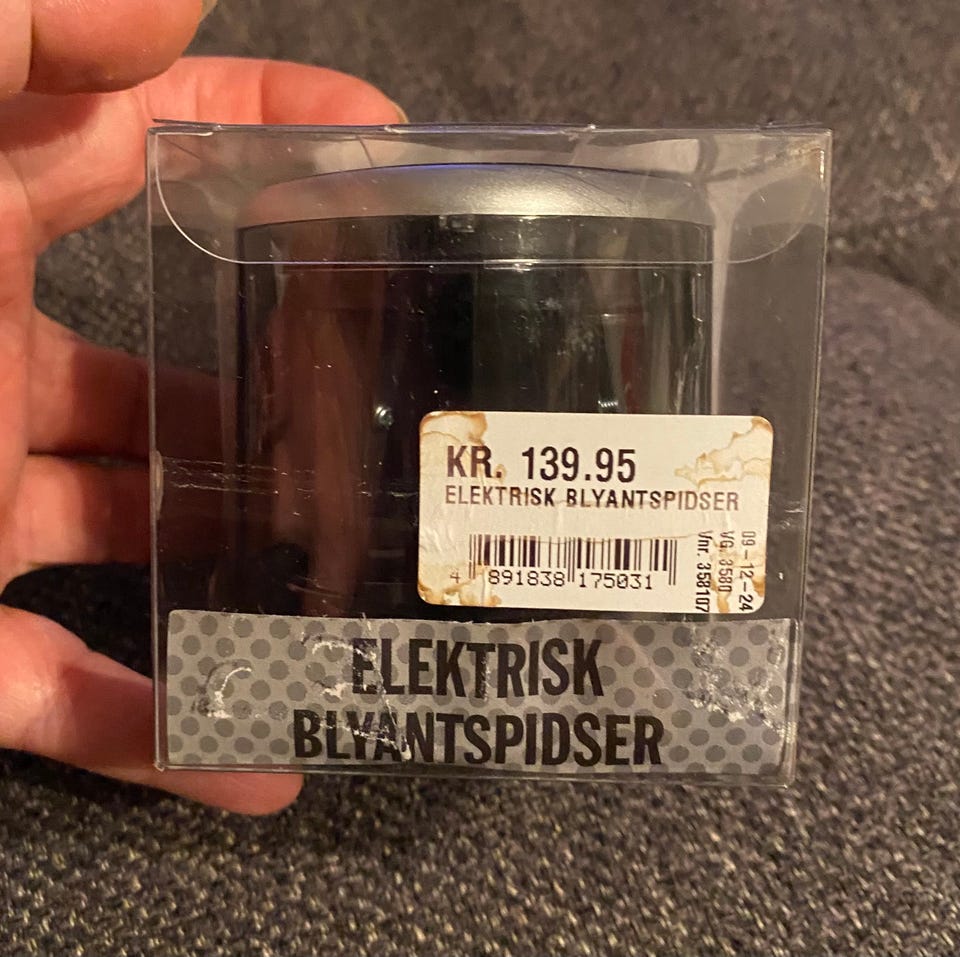 KR. 139.95
ELEKTRISK BLYANTSPIDSER
4 891838 175031
09-12-24
VG. 3580
Vnr. 358107
ELEKTRISK
BLYANTSPIDSER